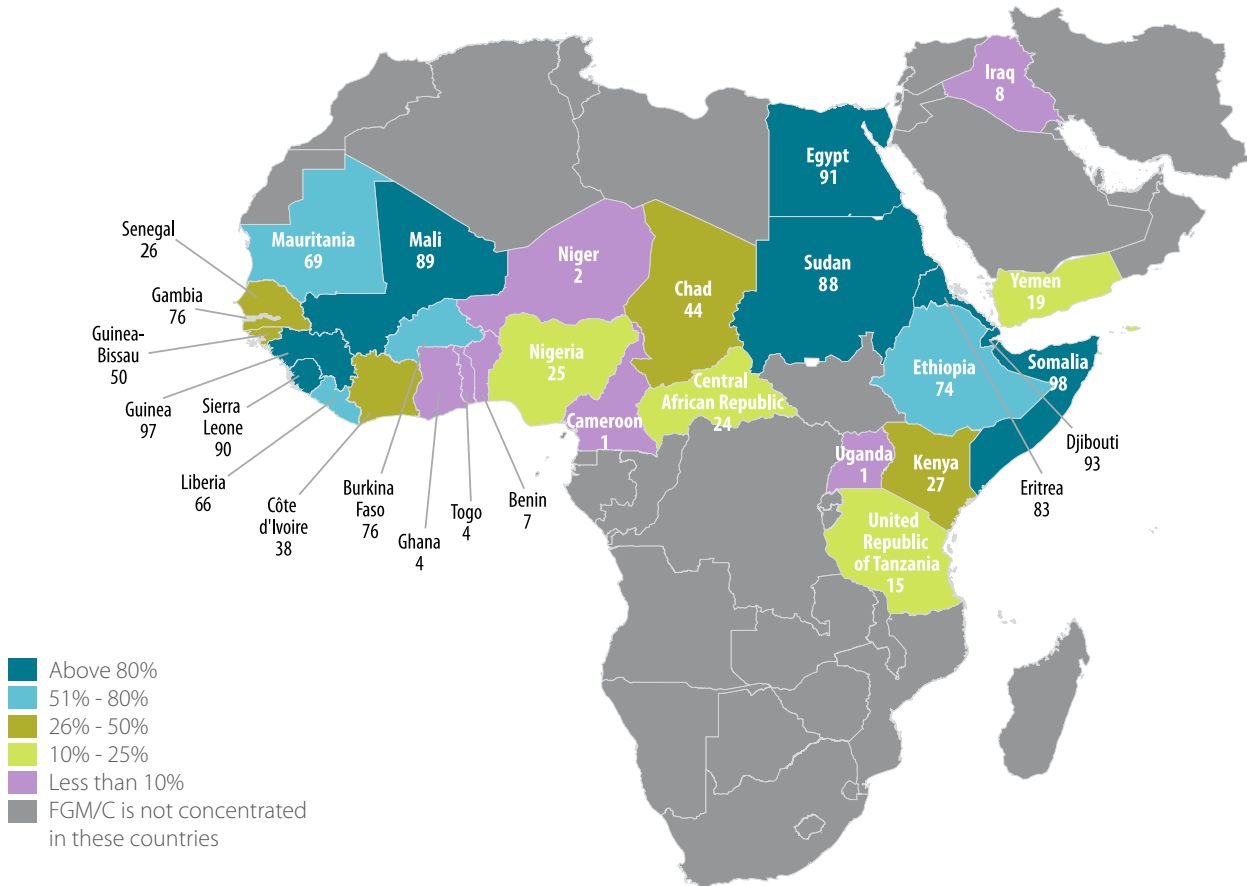 Iraq
8
Egypt
91
Senegal
26
Mauritania
69
Mali
89
Niger
2
Chad
44
Sudan
88
Yemen
19
Gambia
76
Guinea-
Bissau
50
Guinea
97
Sierra
Leone
90
Liberia
66
Côte
d'Ivoire
38
Burkina
Faso
76
Ghana
4
Togo
4
Benin
7
Nigeria
25
Cameroon
1
Central
African Republic
24
Ethiopia
74
Somalia
98
Djibouti
93
Eritrea
83
Uganda
1
Kenya
27
United
Republic
of Tanzania
15
Above 80%
51% - 80%
26% - 50%
10% - 25%
Less than 10%
FGM/C is not concentrated
in these countries